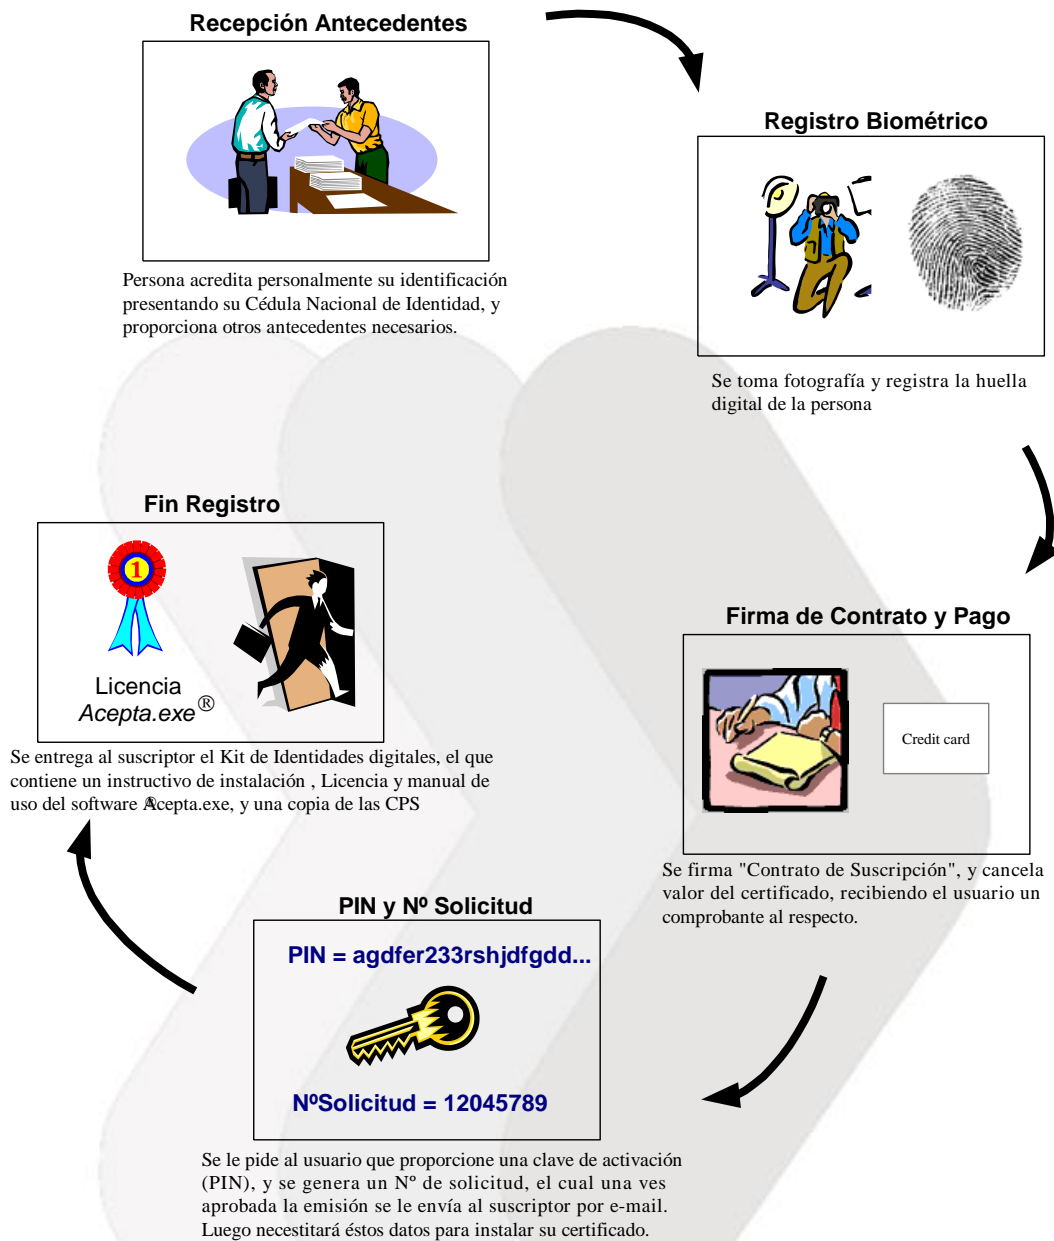 Recepción Antecedentes
Persona acredita personalmente su identificación
presentando su Cédula Nacional de Identidad, y
proporciona otros antecedentes necesarios.
Registro Biométrico
Se toma fotografía y registra la huella
digital de la persona
Firma de Contrato y Pago
Credit card
Se firma "Contrato de Suscripción", y cancela
valor del certificado, recibiendo el usuario un
comprobante al respecto.
PIN y Nº Solicitud
PIN = agdfer233rshjdfgdd...
NºSolicitud = 12045789
Se le pide al usuario que proporcione una clave de activación
(PIN), y se genera un Nº de solicitud, el cual una ves
aprobada la emisión se le envía al suscriptor por e-mail.
Luego necestitará éstos datos para instalar su certificado.
Fin Registro
1
Licencia
Acepta.exe®
Se entrega al suscriptor el Kit de Identidades digitales, el que
contiene un instructivo de instalación , Licencia y manual de
uso del software ®Acepta.exe, y una copia de las CPS